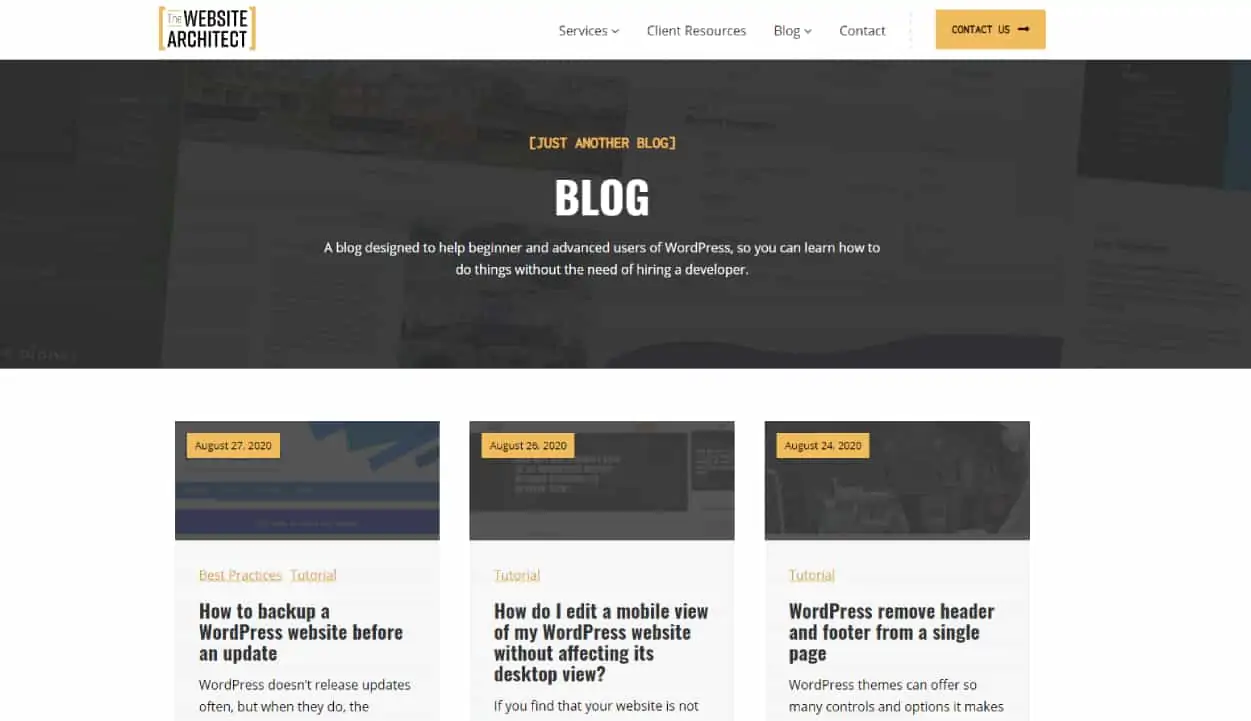 The WEBSITE
ARCHITECT
Services
Client Resources
Blog
Contact
CONTACT US
[JUST ANOTHER BLOG]
BLOG
A blog designed to help beginner and advanced users of WordPress, so you can learn how to
do things without the need of hiring a developer.
August 27, 2020
Best Practices Tutorial
How to backup a
WordPress website before
an update
WordPress doesn't release updates
often, but when they do, the
August 26, 2020
Tutorial
How do I edit a mobile view
of my WordPress website
without affecting its
desktop view?
If you find that your website is not
August 24, 2020
Tutorial
WordPress remove header
and footer from a single
page
WordPress themes can offer so
many controls and options it makes